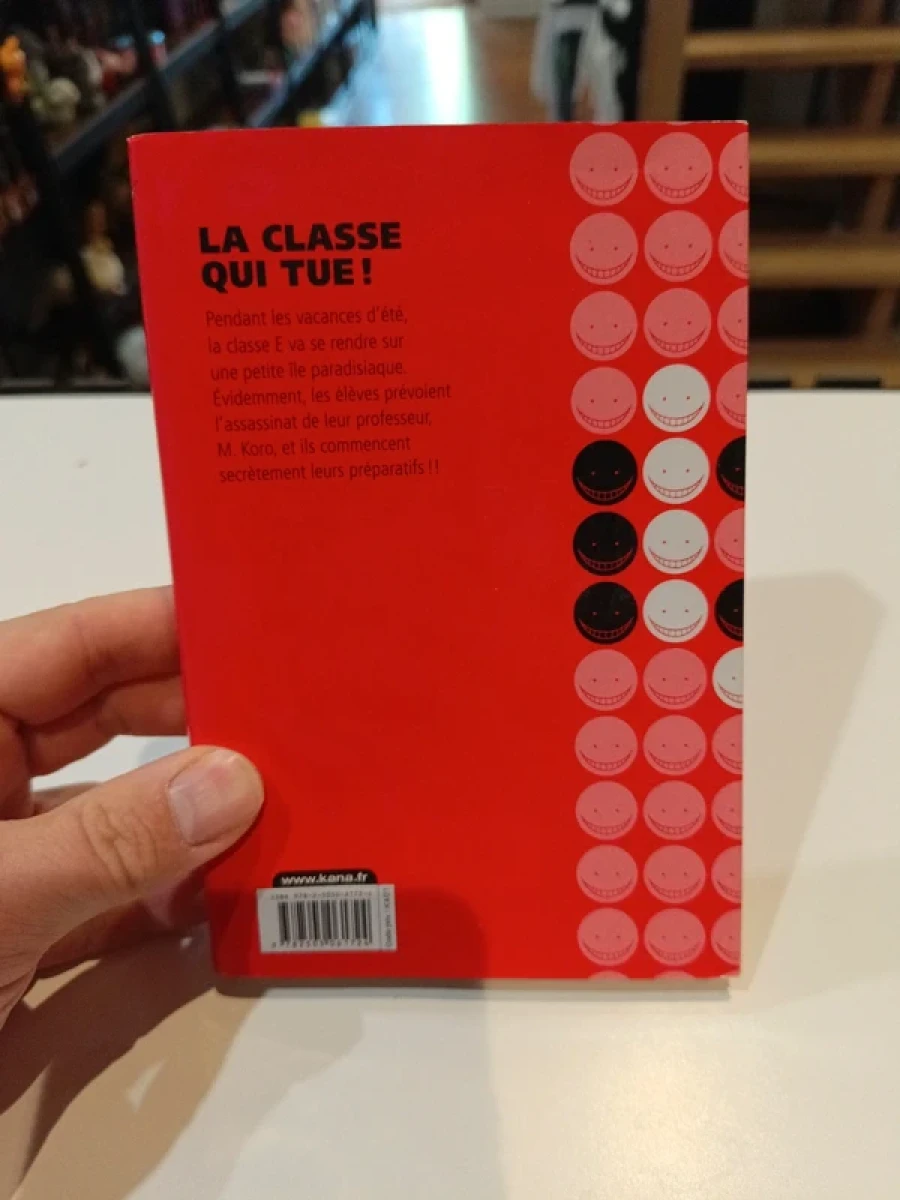 LA CLASSE
QUI TUE !
Pendant les vacances d'été,
la classe E va se rendre sur
une petite île paradisiaque.
Évidemment, les élèves prévoient
l'assassinat de leur professeur,
M. Koro, et ils commencent
secrètement leurs préparatifs !!
www.kana.fr